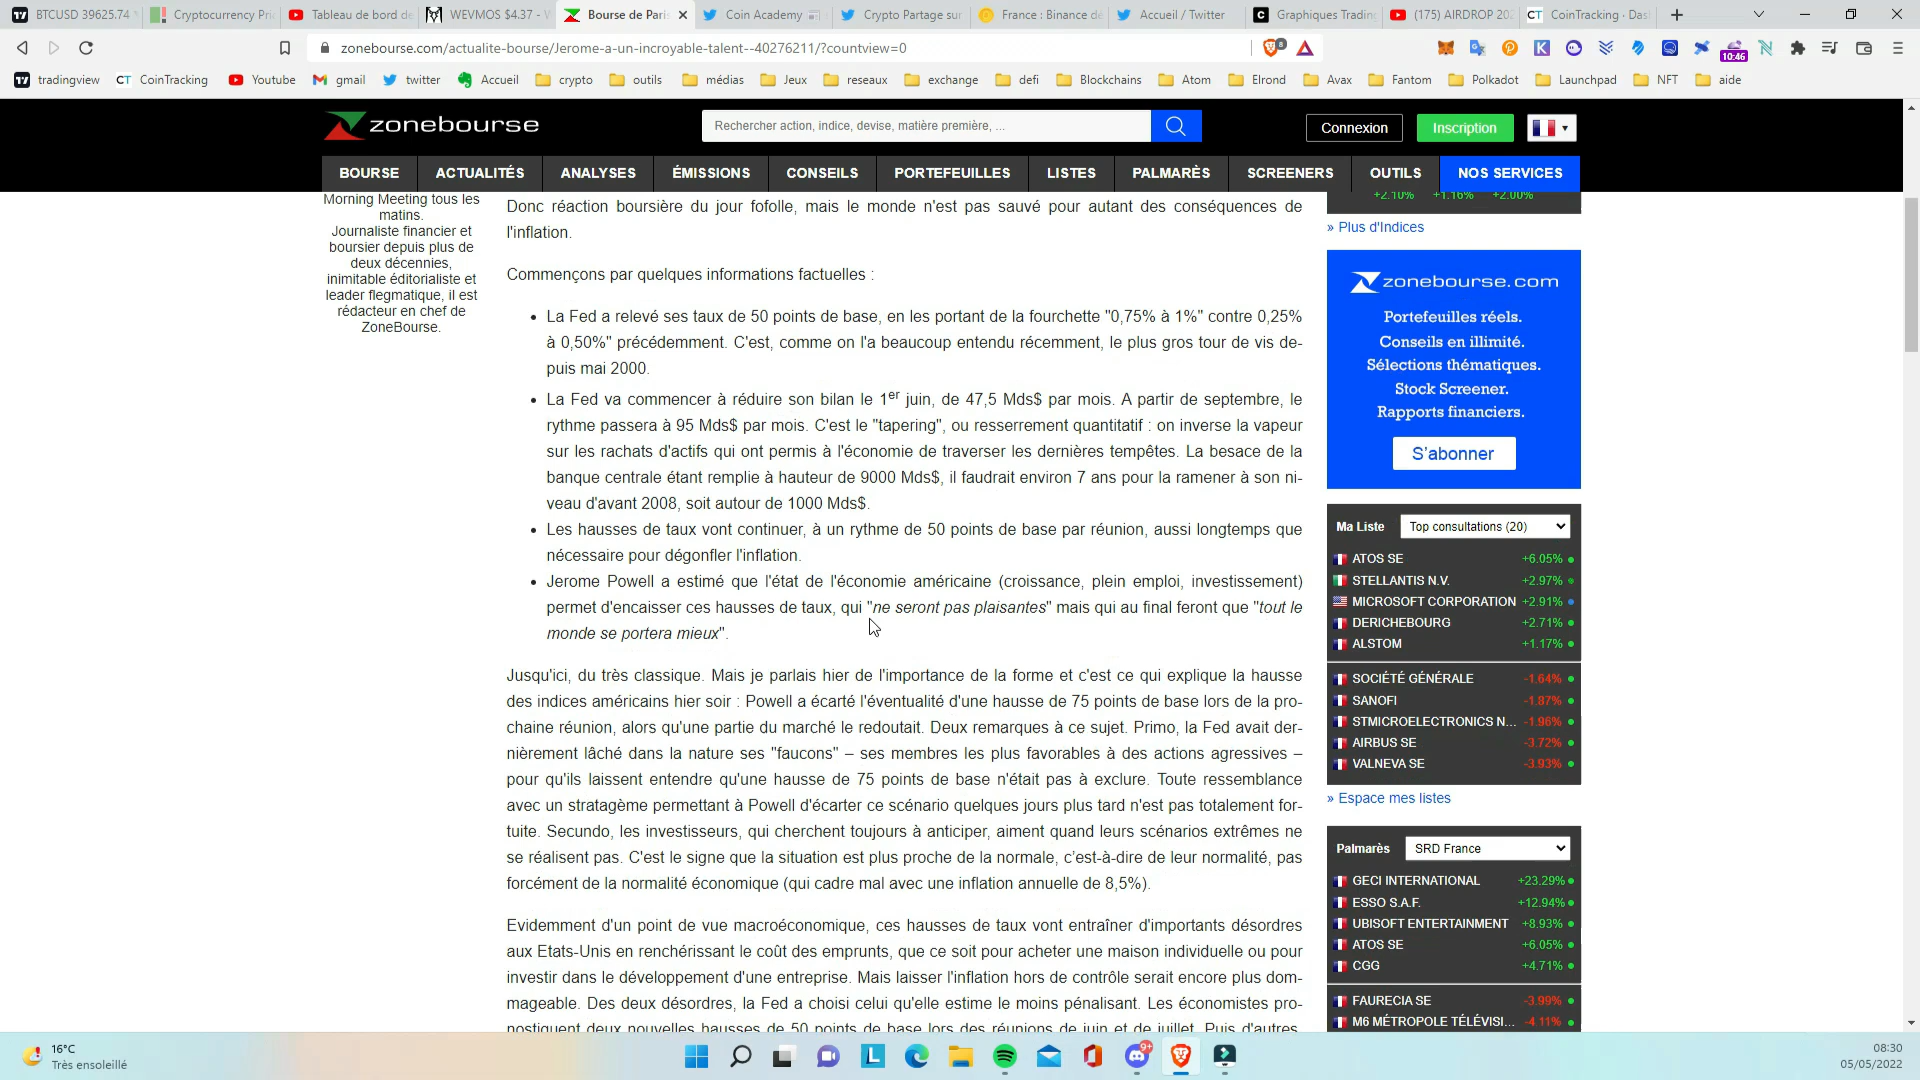 BTCUSD 39625.74
Cryptocurrency Pri
Tableau de bord de
WEVMOS $4.37 - W
Bourse de Paris
Coin Academy
Crypto Partage sur
France : Binance dé
Accueil / Twitter
Graphiques Trading
(175) AIRDROP 202
CoinTracking · Das
zonebourse.com/actualite-bourse/Jerome-a-un-incroyable-talent--40276211/?countview=0
8
10:46
tradingview
CoinTracking
Youtube
gmail
twitter
Accueil
crypto
outils
médias
Jeux
reseaux
exchange
defi
Blockchains
Atom
Elrond
Avax
Fantom
Polkadot
Launchpad
NFT
aide
zonebourse
Rechercher action, indice, devise, matière première, ...
Connexion
Inscription
BOURSE
ACTUALITÉS
ANALYSES
ÉMISSIONS
CONSEILS
PORTEFEUILLES
LISTES
PALMARÈS
SCREENERS
OUTILS
NOS SERVICES
Morning Meeting tous les
matins.
Journaliste financier et
boursier depuis plus de
deux décennies,
inimitable éditorialiste et
leader flegmatique, il est
rédacteur en chef de
ZoneBourse.
Donc réaction boursière du jour fofolle, mais le monde n'est pas sauvé pour autant des conséquences de
l'inflation.
Commençons par quelques informations factuelles :
• La Fed a relevé ses taux de 50 points de base, en les portant de la fourchette "0,75% à 1%" contre 0,25%
à 0,50%" précédemment. C'est, comme on l'a beaucoup entendu récemment, le plus gros tour de vis de-
puis mai 2000.
• La Fed va commencer à réduire son bilan le 1er juin, de 47,5 Mds$ par mois. A partir de septembre, le
rythme passera à 95 Mds$ par mois. C'est le "tapering", ou resserrement quantitatif : on inverse la vapeur
sur les rachats d'actifs qui ont permis à l'économie de traverser les dernières tempêtes. La besace de la
banque centrale étant remplie à hauteur de 9000 Mds$, il faudrait environ 7 ans pour la ramener à son ni-
veau d'avant 2008, soit autour de 1000 Mds$.
• Les hausses de taux vont continuer, à un rythme de 50 points de base par réunion, aussi longtemps que
nécessaire pour dégonfler l'inflation.
• Jerome Powell a estimé que l'état de l'économie américaine (croissance, plein emploi, investissement)
permet d'encaisser ces hausses de taux, qui "ne seront pas plaisantes" mais qui au final feront que "tout le
monde se portera mieux".
Jusqu'ici, du très classique. Mais je parlais hier de l'importance de la forme et c'est ce qui explique la hausse
des indices américains hier soir : Powell a écarté l'éventualité d'une hausse de 75 points de base lors de la pro-
chaine réunion, alors qu'une partie du marché le redoutait. Deux remarques à ce sujet. Primo, la Fed avait der-
nièrement lâché dans la nature ses "faucons" – ses membres les plus favorables à des actions agressives –
pour qu'ils laissent entendre qu'une hausse de 75 points de base n'était pas à exclure. Toute ressemblance
avec un stratagème permettant à Powell d'écarter ce scénario quelques jours plus tard n'est pas totalement for-
tuite. Secundo, les investisseurs, qui cherchent toujours à anticiper, aiment quand leurs scénarios extrêmes ne
se réalisent pas. C'est le signe que la situation est plus proche de la normale, c'est-à-dire de leur normalité, pas
forcément de la normalité économique (qui cadre mal avec une inflation annuelle de 8,5%).
Evidemment d'un point de vue macroéconomique, ces hausses de taux vont entraîner d'importants désordres
aux Etats-Unis en renchérissant le coût des emprunts, que ce soit pour acheter une maison individuelle ou pour
investir dans le développement d'une entreprise. Mais laisser l'inflation hors de contrôle serait encore plus dom-
mageable. Des deux désordres, la Fed a choisi celui qu'elle estime le moins pénalisant. Les économistes pro-
nostiquent deux nouvelles hausses de 50 points de base lors des réunions de juin et de juillet. Puis d'autres,
+2.10% +1.16% +2.00%
» Plus d'Indices
zonebourse.com
Portefeuilles réels.
Conseils en illimité.
Sélections thématiques.
Stock Screener.
Rapports financiers.
S'abonner
Ma Liste Top consultations (20)
ATOS SE +6.05%
STELLANTIS N.V. +2.97%
MICROSOFT CORPORATION +2.91%
DERICHEBOURG +2.71%
ALSTOM +1.17%
SOCIÉTÉ GÉNÉRALE -1.64%
SANOFI -1.87%
STMICROELECTRONICS N... -1.96%
AIRBUS SE -3.72%
VALNEVA SE -3.93%
» Espace mes listes
Palmarès SRD France
GECI INTERNATIONAL +23.29%
ESSO S.A.F. +12.94%
UBISOFT ENTERTAINMENT +8.93%
ATOS SE +6.05%
CGG +4.71%
FAURECIA SE -3.99%
M6 MÉTROPOLE TÉLÉVISI... -4.11%
16°C
Très ensoleillé
9+
08:30
05/05/2022